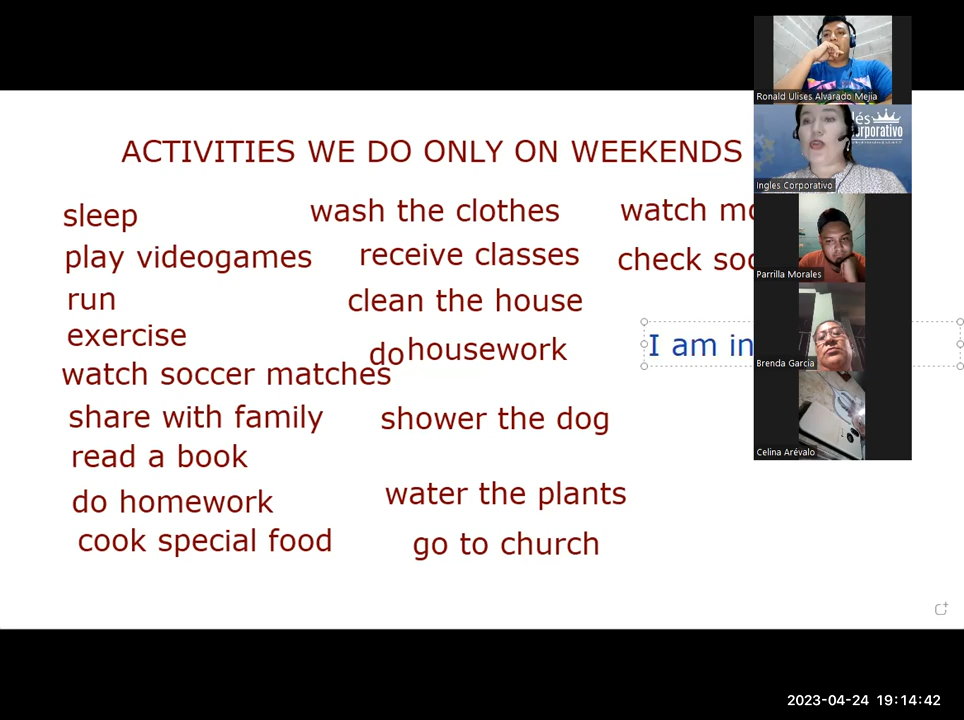 ACTIVITIES WE DO ONLY ON WEEKENDS
sleep
play videogames
run
exercise
watch soccer matches
share with family
read a book
do homework
cook special food
wash the clothes
receive classes
clean the house
do housework
shower the dog
water the plants
go to church
watch
check
I am in
Ronald Ulises Alvarado Mejia
Ingles Corporativo
Parrilla Morales
Brenda Garcia
Celina Arévalo
2023-04-24 19:14:42